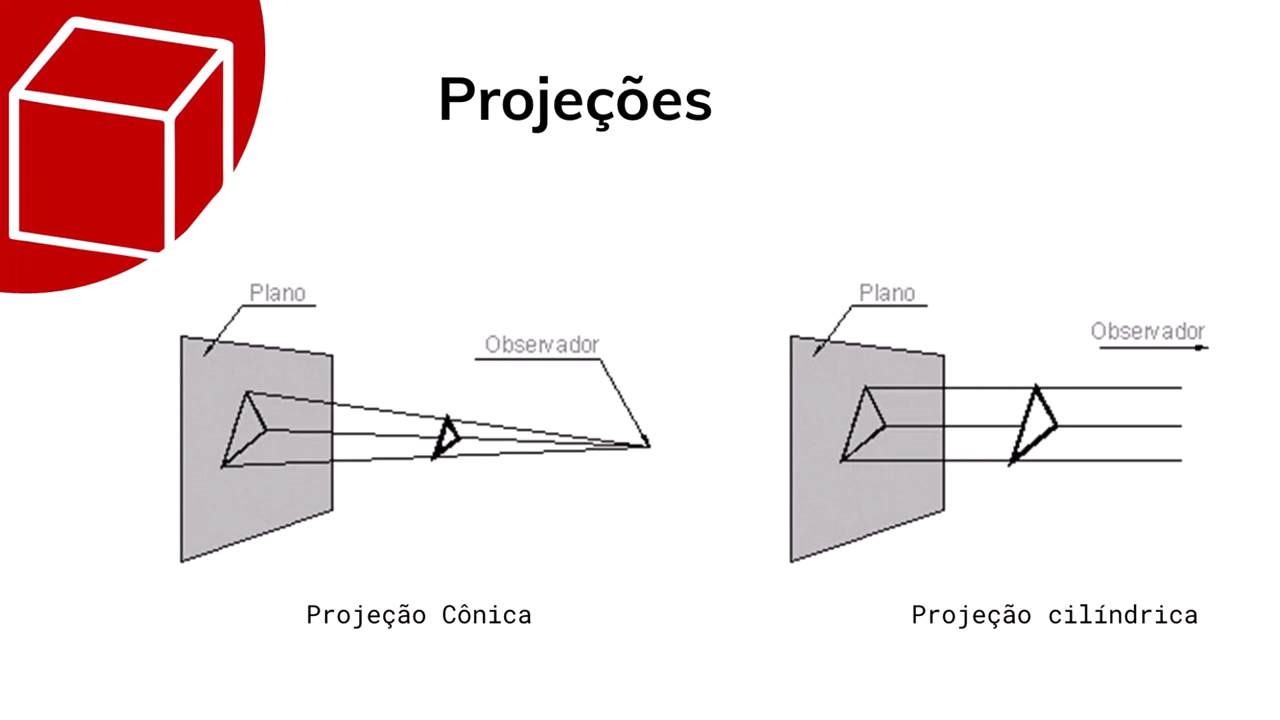 Projeções
Plano
Observador
Plano
Observador
Projeção Cônica
Projeção cilíndrica